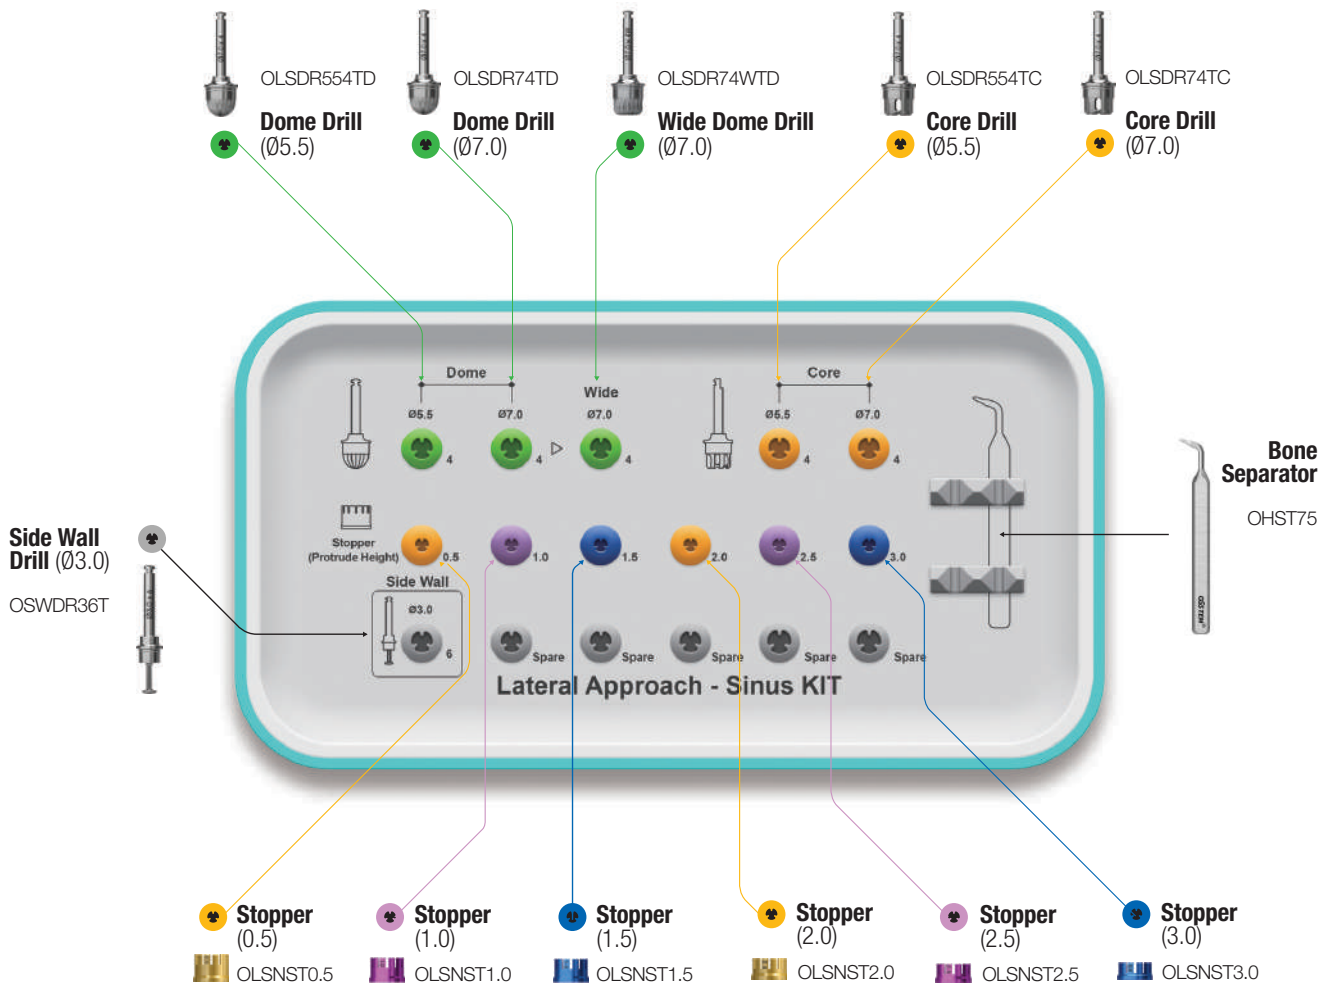 OLSDR554TD
Dome Drill
(Ø5.5)
OLSDR74TD
Dome Drill
(Ø7.0)
OLSDR74WTD
Wide Dome Drill
(Ø7.0)
OLSDR554TC
Core Drill
(Ø5.5)
OLSDR74TC
Core Drill
(Ø7.0)
Dome
Wide
Core
Ø5.5
Ø7.0
Ø7.0
Ø5.5
Ø7.0
4
4
4
4
4
Stopper
(Protrude Height)
0.5
1.0
1.5
2.0
2.5
3.0
Side Wall
Ø3.0
6
Spare
Spare
Spare
Spare
Spare
Lateral Approach - Sinus KIT
Side Wall
Drill (Ø3.0)
OSWDR36T
Bone
Separator
OHST75
Stopper
(0.5)
OLSNST0.5
Stopper
(1.0)
OLSNST1.0
Stopper
(1.5)
OLSNST1.5
Stopper
(2.0)
OLSNST2.0
Stopper
(2.5)
OLSNST2.5
Stopper
(3.0)
OLSNST3.0